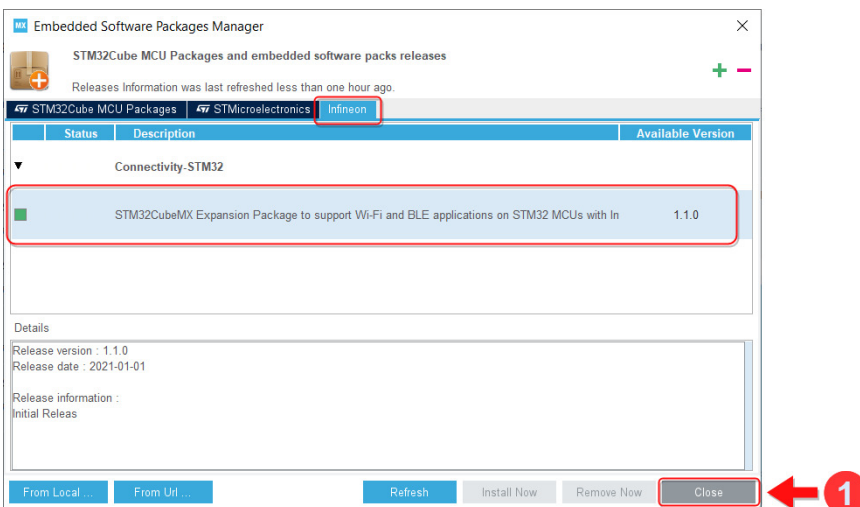 MX Embedded Software Packages Manager
STM32Cube MCU Packages and embedded software packs releases
Releases Information was last refreshed less than one hour ago.
STM32Cube MCU Packages STMicroelectronics Infineon
Status Description Available Version
Connectivity-STM32
STM32CubeMX Expansion Package to support Wi-Fi and BLE applications on STM32 MCUs with In 1.1.0
Details
Release version : 1.1.0
Release date : 2021-01-01
Release information :
Initial Releas
From Local ... From Url ... Refresh Install Now Remove Now Close 1